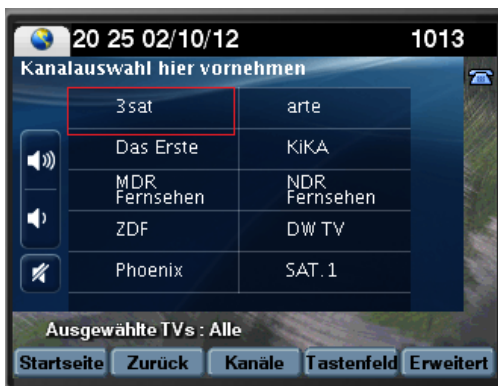 20 25 02/10/12 1013
Kanalauswahl hier vornehmen
3sat arte
Das Erste KiKA
MDR Fernsehen NDR Fernsehen
ZDF DW TV
Phoenix SAT.1
Ausgewählte TVs : Alle
Startseite Zurück Kanäle Tastenfeld Erweitert